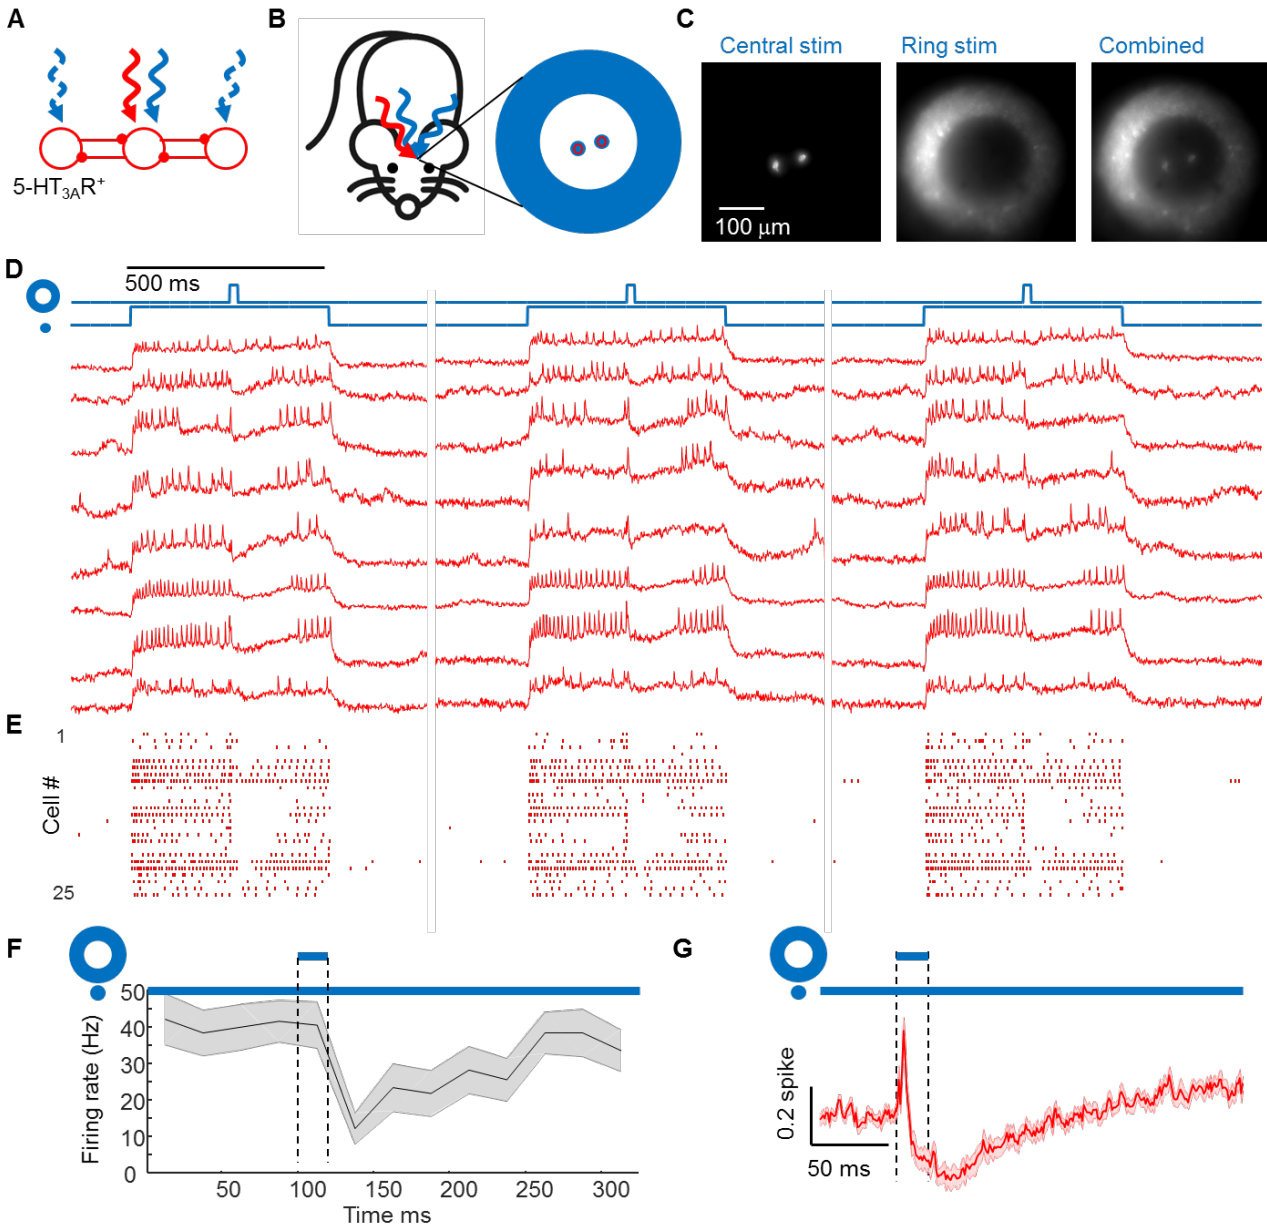 A
5-HT3AR+
B
C
Central stim
Ring stim
Combined
100 μm
D
500 ms
E
1
Cell #
25
F
50
40
30
20
10
0
Firing rate (Hz)
50 100 150 200 250 300
Time ms
G
0.2 spike
50 ms